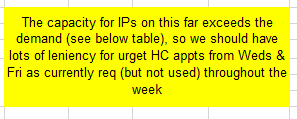 The capacity for IPs on this far exceeds the
demand (see below table), so we should have
lots of leniency for urget HC appts from Weds &
Fri as currently req (but not used) throughout the
week